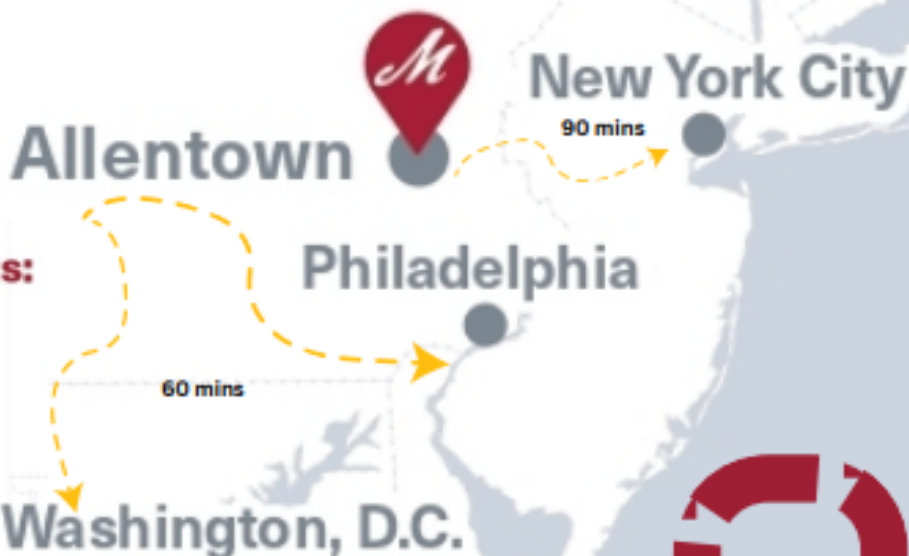 M
New York City
90 mins
Allentown
s:
Philadelphia
60 mins
Washington, D.C.